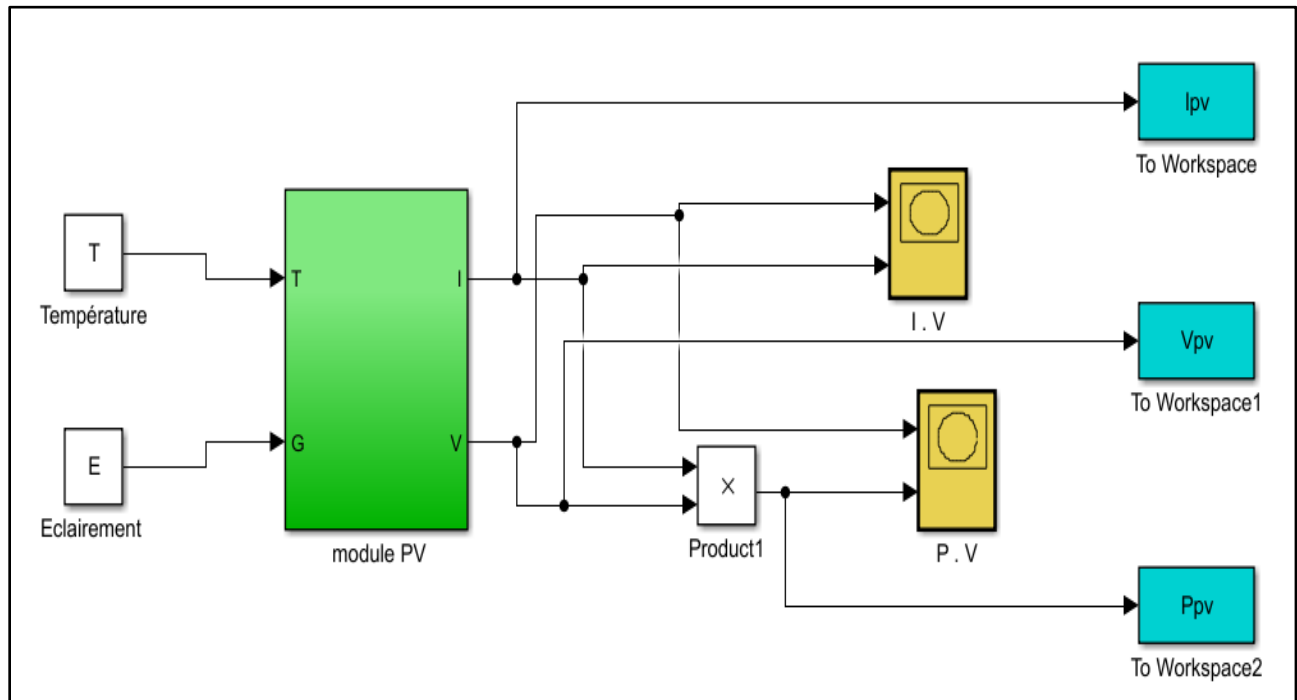 Ipv
To Workspace
T
Température
T
I
I . V
Vpv
To Workspace1
E
Eclairement
G
V
module PV
×
Product1
P . V
Ppv
To Workspace2